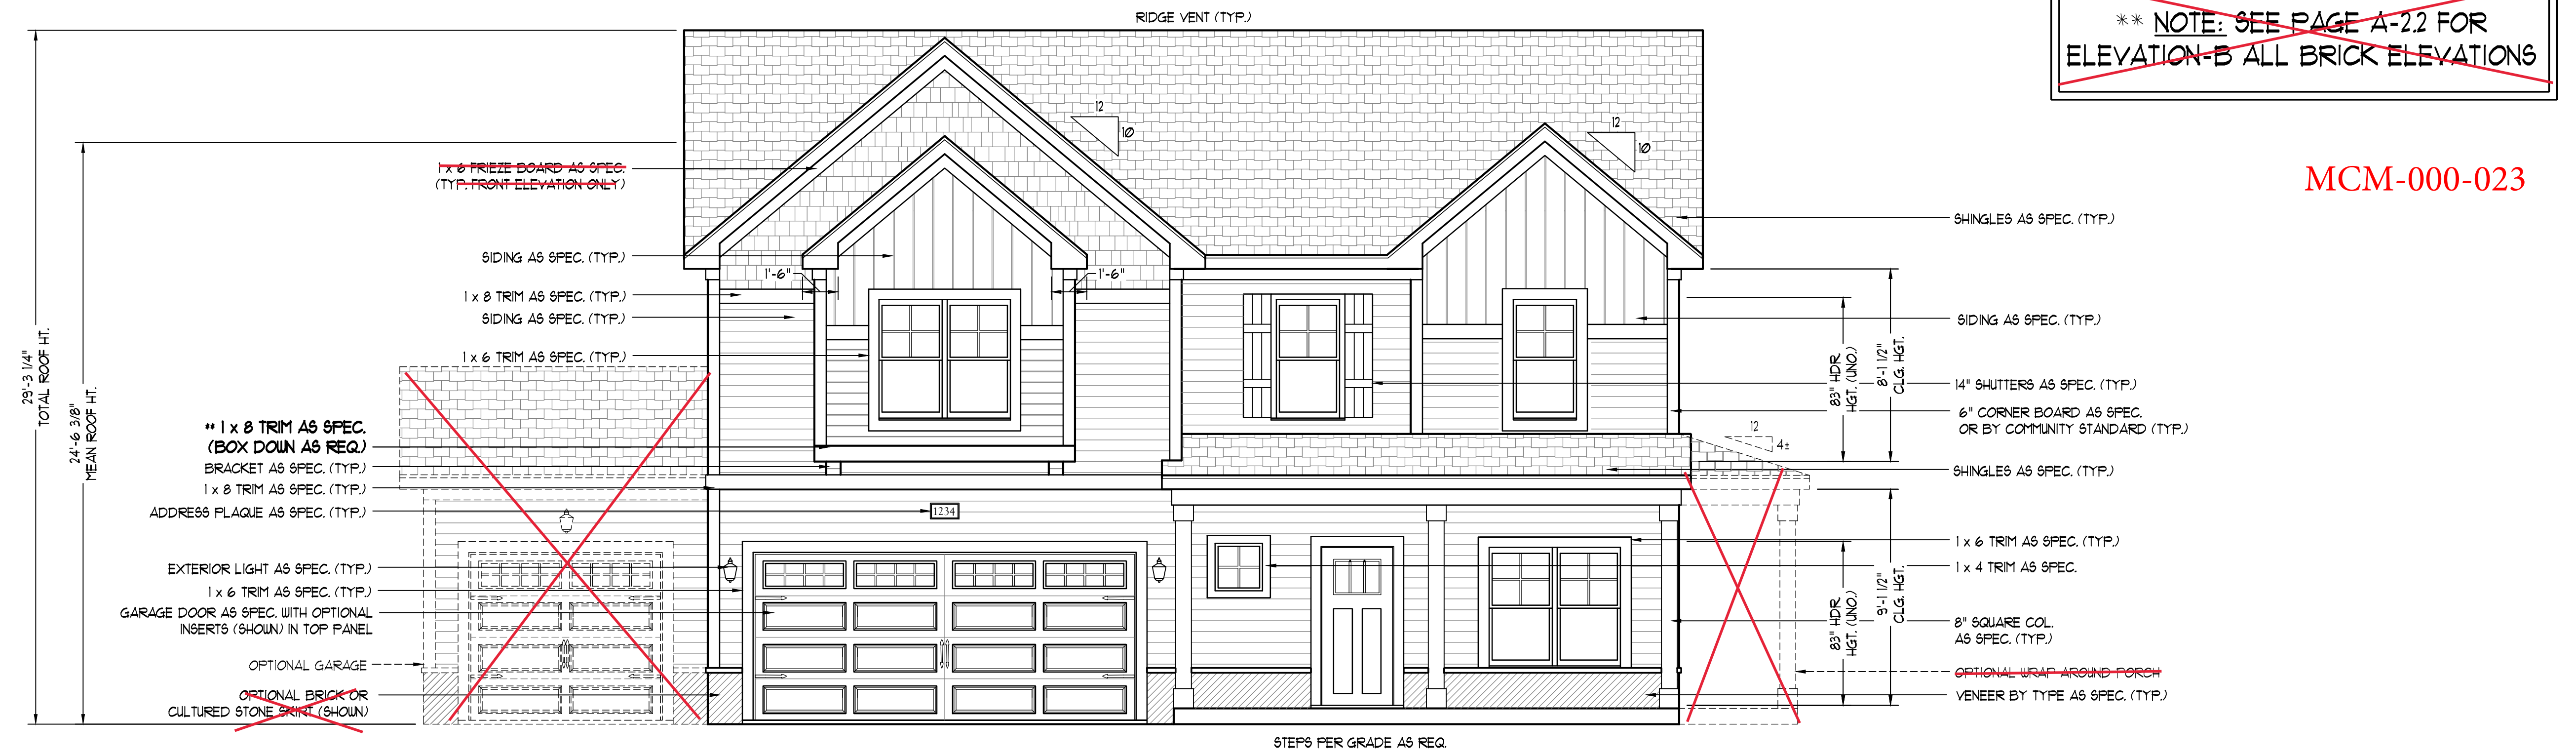 RIDGE VENT (TYP.)
** NOTE: SEE PAGE A-2.2 FOR
ELEVATION-B ALL BRICK ELEVATIONS
MCM-000-023
29'-3 1/4"
TOTAL ROOF HT.
24'-6 3/8"
MEAN ROOF HT.
1 x 6 FRIEZE BOARD AS SPEC.
(TYP. FRONT ELEVATION ONLY)
SIDING AS SPEC. (TYP.)
1 x 8 TRIM AS SPEC. (TYP.)
SIDING AS SPEC. (TYP.)
1 x 6 TRIM AS SPEC. (TYP.)
** 1 x 8 TRIM AS SPEC.
(BOX DOWN AS REQ.)
BRACKET AS SPEC. (TYP.)
1 x 8 TRIM AS SPEC. (TYP.)
ADDRESS PLAQUE AS SPEC. (TYP.)
EXTERIOR LIGHT AS SPEC. (TYP.)
1 x 6 TRIM AS SPEC. (TYP.)
GARAGE DOOR AS SPEC. WITH OPTIONAL
INSERTS (SHOWN) IN TOP PANEL
OPTIONAL GARAGE
OPTIONAL BRICK OR
CULTURED STONE SKIRT (SHOWN)
12
10
12
10
1'-6"
1'-6"
1234
12
4±
83" HDR
HGT. (UNO.)
8'-1 1/2"
CLG. HGT.
83" HDR
HGT. (UNO.)
9'-1 1/2"
CLG. HGT.
SHINGLES AS SPEC. (TYP.)
SIDING AS SPEC. (TYP.)
14" SHUTTERS AS SPEC. (TYP.)
6" CORNER BOARD AS SPEC.
OR BY COMMUNITY STANDARD (TYP.)
SHINGLES AS SPEC. (TYP.)
1 x 6 TRIM AS SPEC. (TYP.)
1 x 4 TRIM AS SPEC.
8" SQUARE COL.
AS SPEC. (TYP.)
OPTIONAL WRAP AROUND PORCH
VENEER BY TYPE AS SPEC. (TYP.)
STEPS PER GRADE AS REQ.